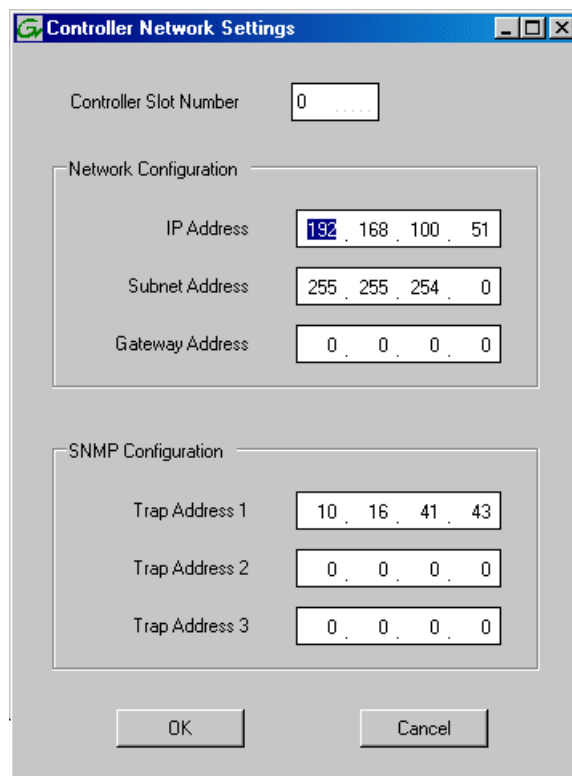 Controller Network Settings
Controller Slot Number 0
Network Configuration
IP Address 192 . 168 . 100 . 51
Subnet Address 255 . 255 . 254 . 0
Gateway Address 0 . 0 . 0 . 0
SNMP Configuration
Trap Address 1 10 . 16 . 41 . 43
Trap Address 2 0 . 0 . 0 . 0
Trap Address 3 0 . 0 . 0 . 0
OK Cancel